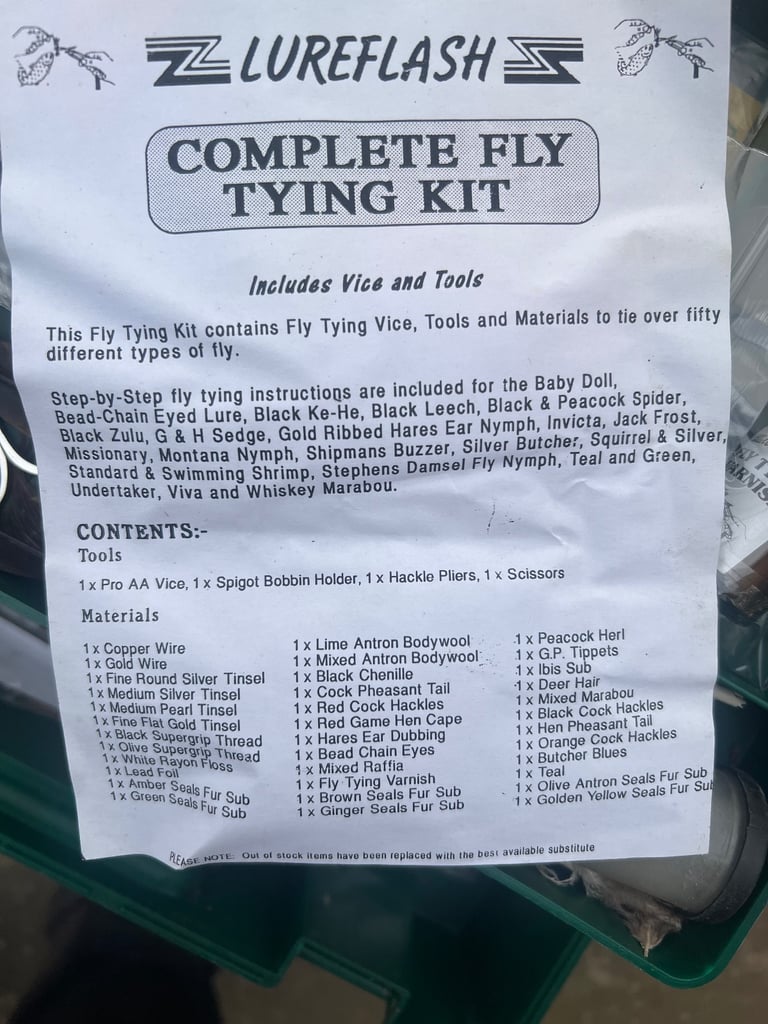 LUREFLASH
COMPLETE FLY
TYING KIT
Includes Vice and Tools
This Fly Tying Kit contains Fly Tying Vice, Tools and Materials to tie over fifty
different types of fly.
Step-by-Step fly tying instructions are included for the Baby Doll,
Bead-Chain Eyed Lure, Black Ke-He, Black Leech, Black & Peacock Spider,
Black Zulu, G & H Sedge, Gold Ribbed Hares Ear Nymph, Invicta, Jack Frost,
Missionary, Montana Nymph, Shipmans Buzzer, Silver Butcher, Squirrel & Silver,
Standard & Swimming Shrimp, Stephens Damsel Fly Nymph, Teal and Green,
Undertaker, Viva and Whiskey Marabou.
CONTENTS:-
Tools
1 x Pro AA Vice, 1 x Spigot Bobbin Holder, 1 x Hackle Pliers, 1 x Scissors
Materials
1 x Copper Wire
1 x Gold Wire
1 x Fine Round Silver Tinsel
1 x Medium Silver Tinsel
1 x Medium Pearl Tinsel
1 x Fine Flat Gold Tinsel
1 x Black Supergrip Thread
1 x Olive Supergrip Thread
1 x White Rayon Floss
1 x Lead Foil
1 x Amber Seals Fur Sub
1 x Green Seals Fur Sub
1 x Lime Antron Bodywool
1 x Mixed Antron Bodywool
1 x Black Chenille
1 x Cock Pheasant Tail
1 x Red Cock Hackles
1 x Red Game Hen Cape
1 x Hares Ear Dubbing
1 x Bead Chain Eyes
1 x Mixed Raffia
1 x Fly Tying Varnish
1 x Brown Seals Fur Sub
1 x Ginger Seals Fur Sub
1 x Peacock Herl
1 x G.P. Tippets
1 x Ibis Sub
1 x Deer Hair
1 x Mixed Marabou
1 x Black Cock Hackles
1 x Hen Pheasant Tail
1 x Orange Cock Hackles
1 x Butcher Blues
1 x Teal
1 x Olive Antron Seals Fur Sub
1 x Golden Yellow Seals Fur Sub
PLEASE NOTE: Out of stock items have been replaced with the best available substitute